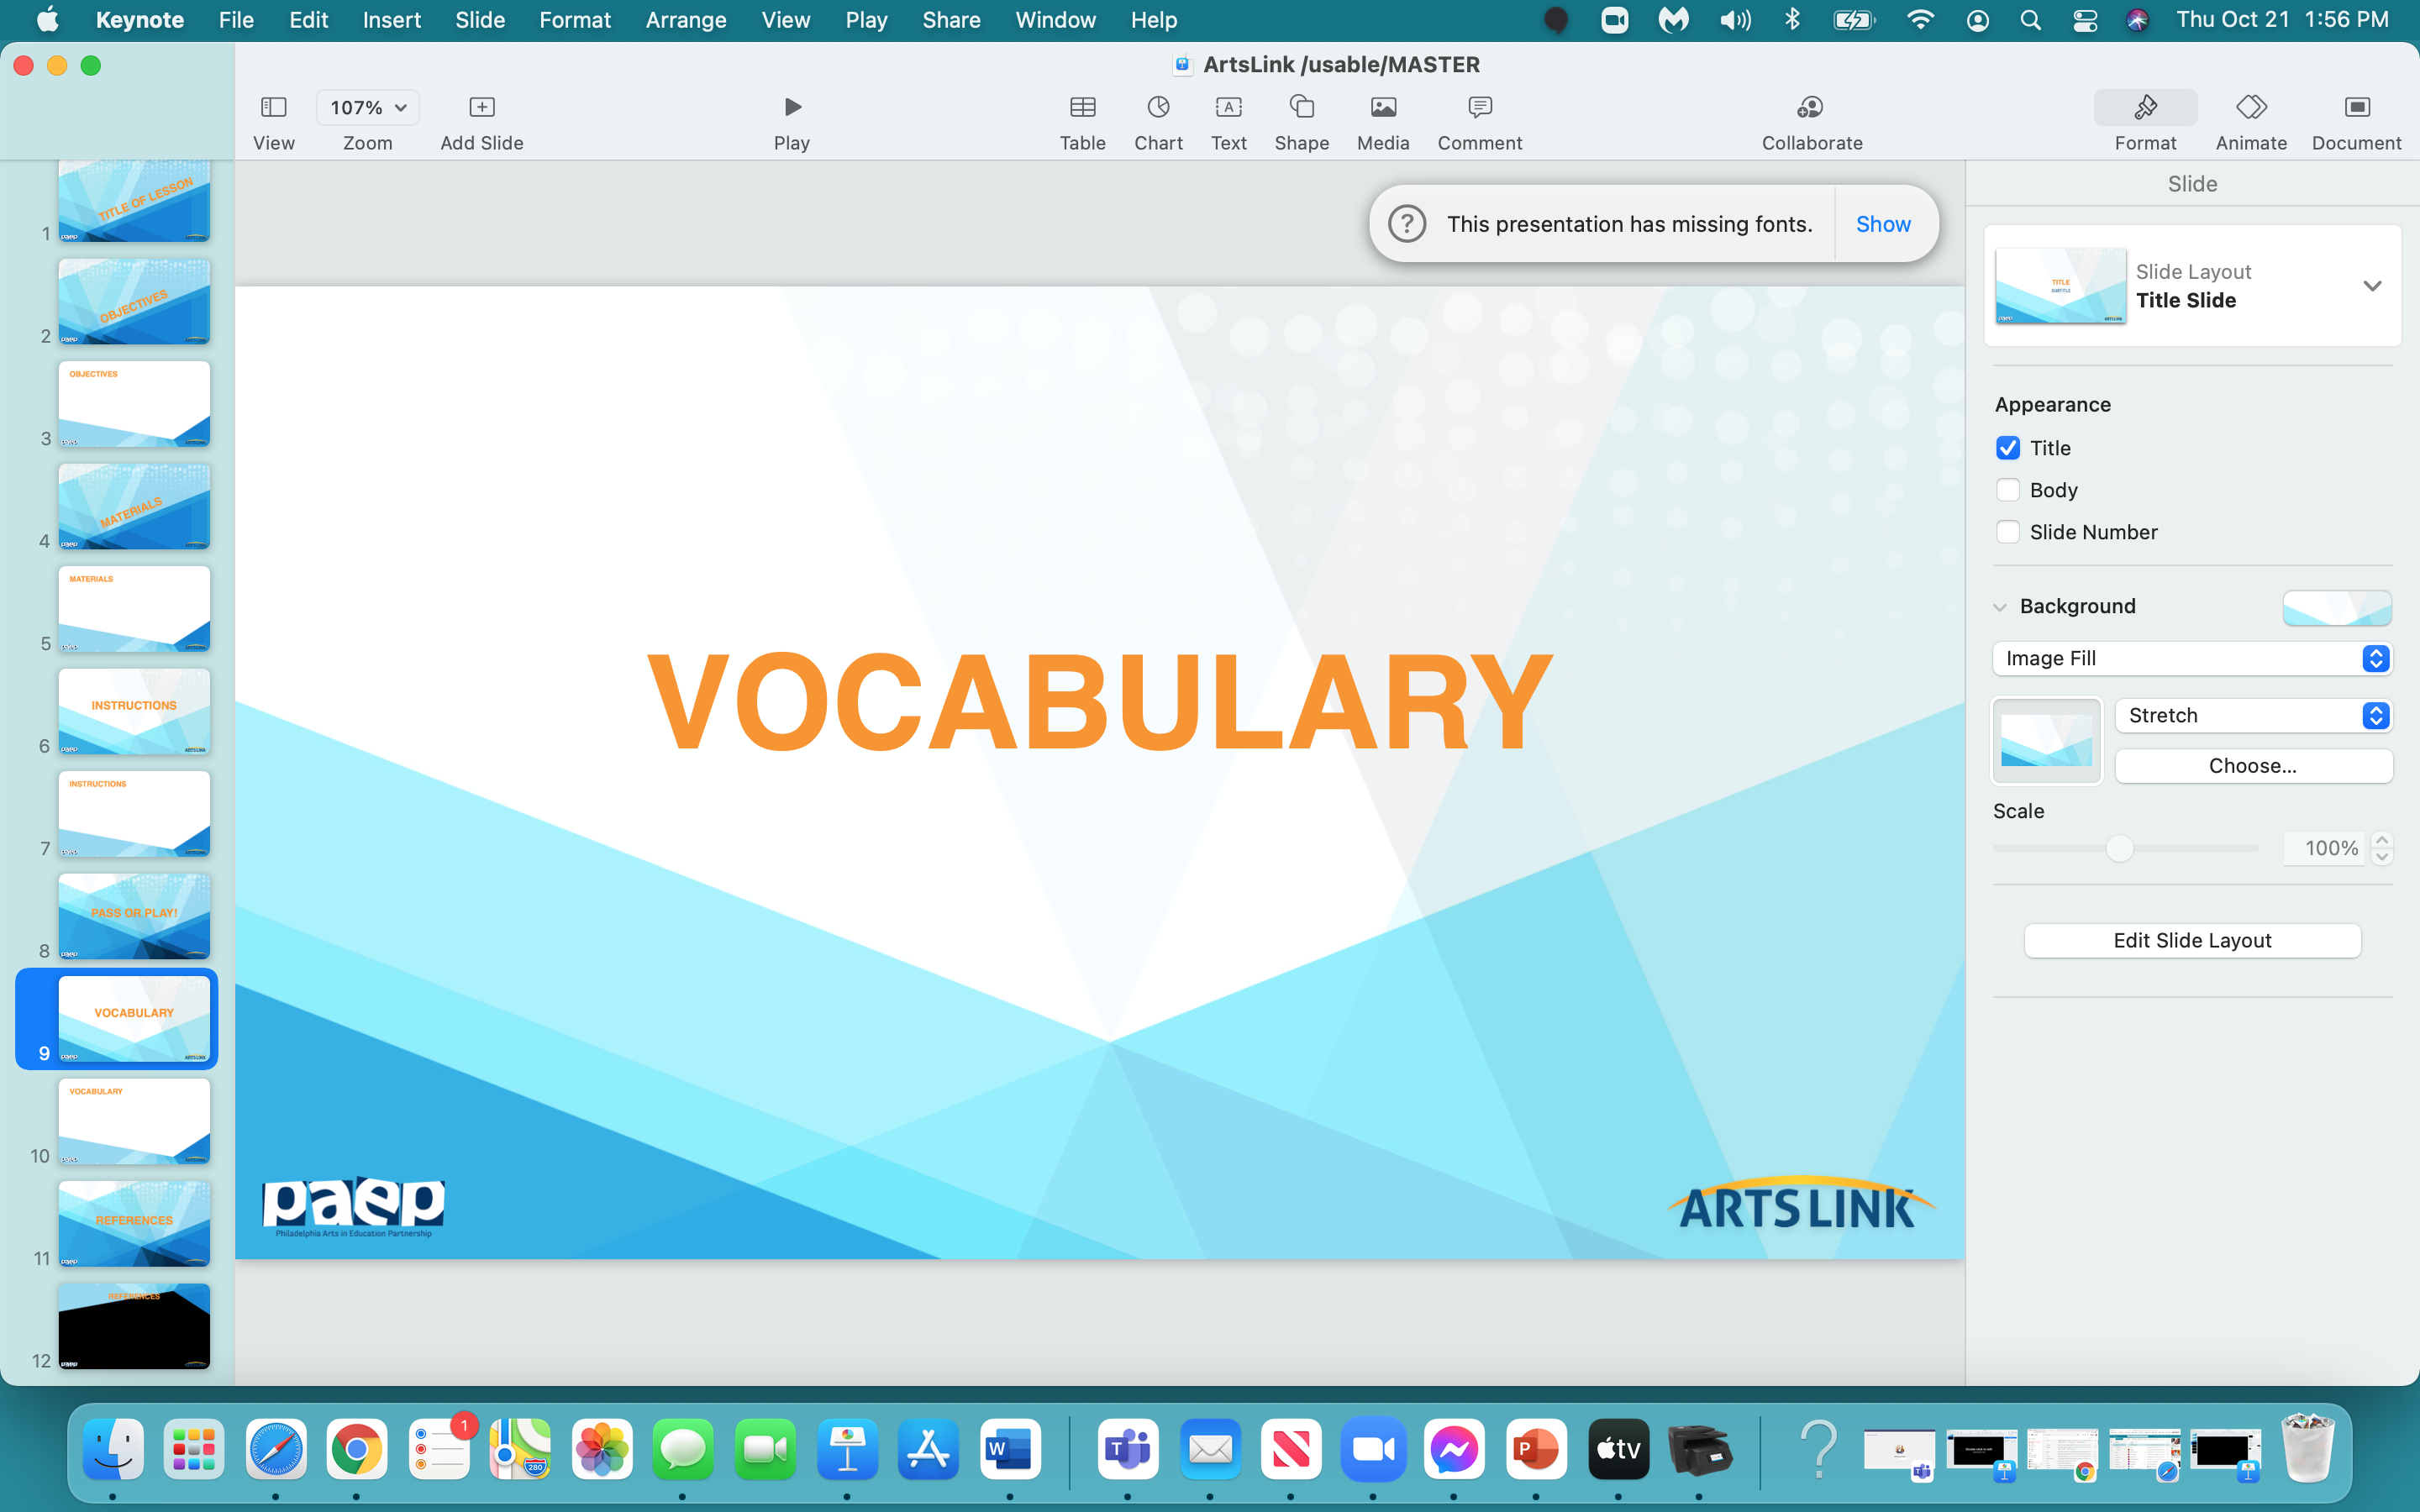 Keynote File Edit Insert Slide Format Arrange View Play Share Window Help Thu Oct 21 1:56 PM
ArtsLink /usable/MASTER
107%
View Zoom Add Slide Play Table Chart Text Shape Media Comment Collaborate Format Animate Document
TITLE OF LESSON
1
OBJECTIVES
2
OBJECTIVES
3
MATERIALS
4
MATERIALS
5
INSTRUCTIONS
6
INSTRUCTIONS
7
PASS OR PLAY!
8
VOCABULARY
9
VOCABULARY
10
REFERENCES
11
REFERENCES
12
This presentation has missing fonts. Show
VOCABULARY
paep
Philadelphia Arts in Education Partnership
ARTS LINK
Slide
TITLE
SUBTITLE
Slide Layout
Title Slide
Appearance
Title
Body
Slide Number
Background
Image Fill
Stretch
Choose...
Scale
100%
Edit Slide Layout
1
280
W
T
P
tv